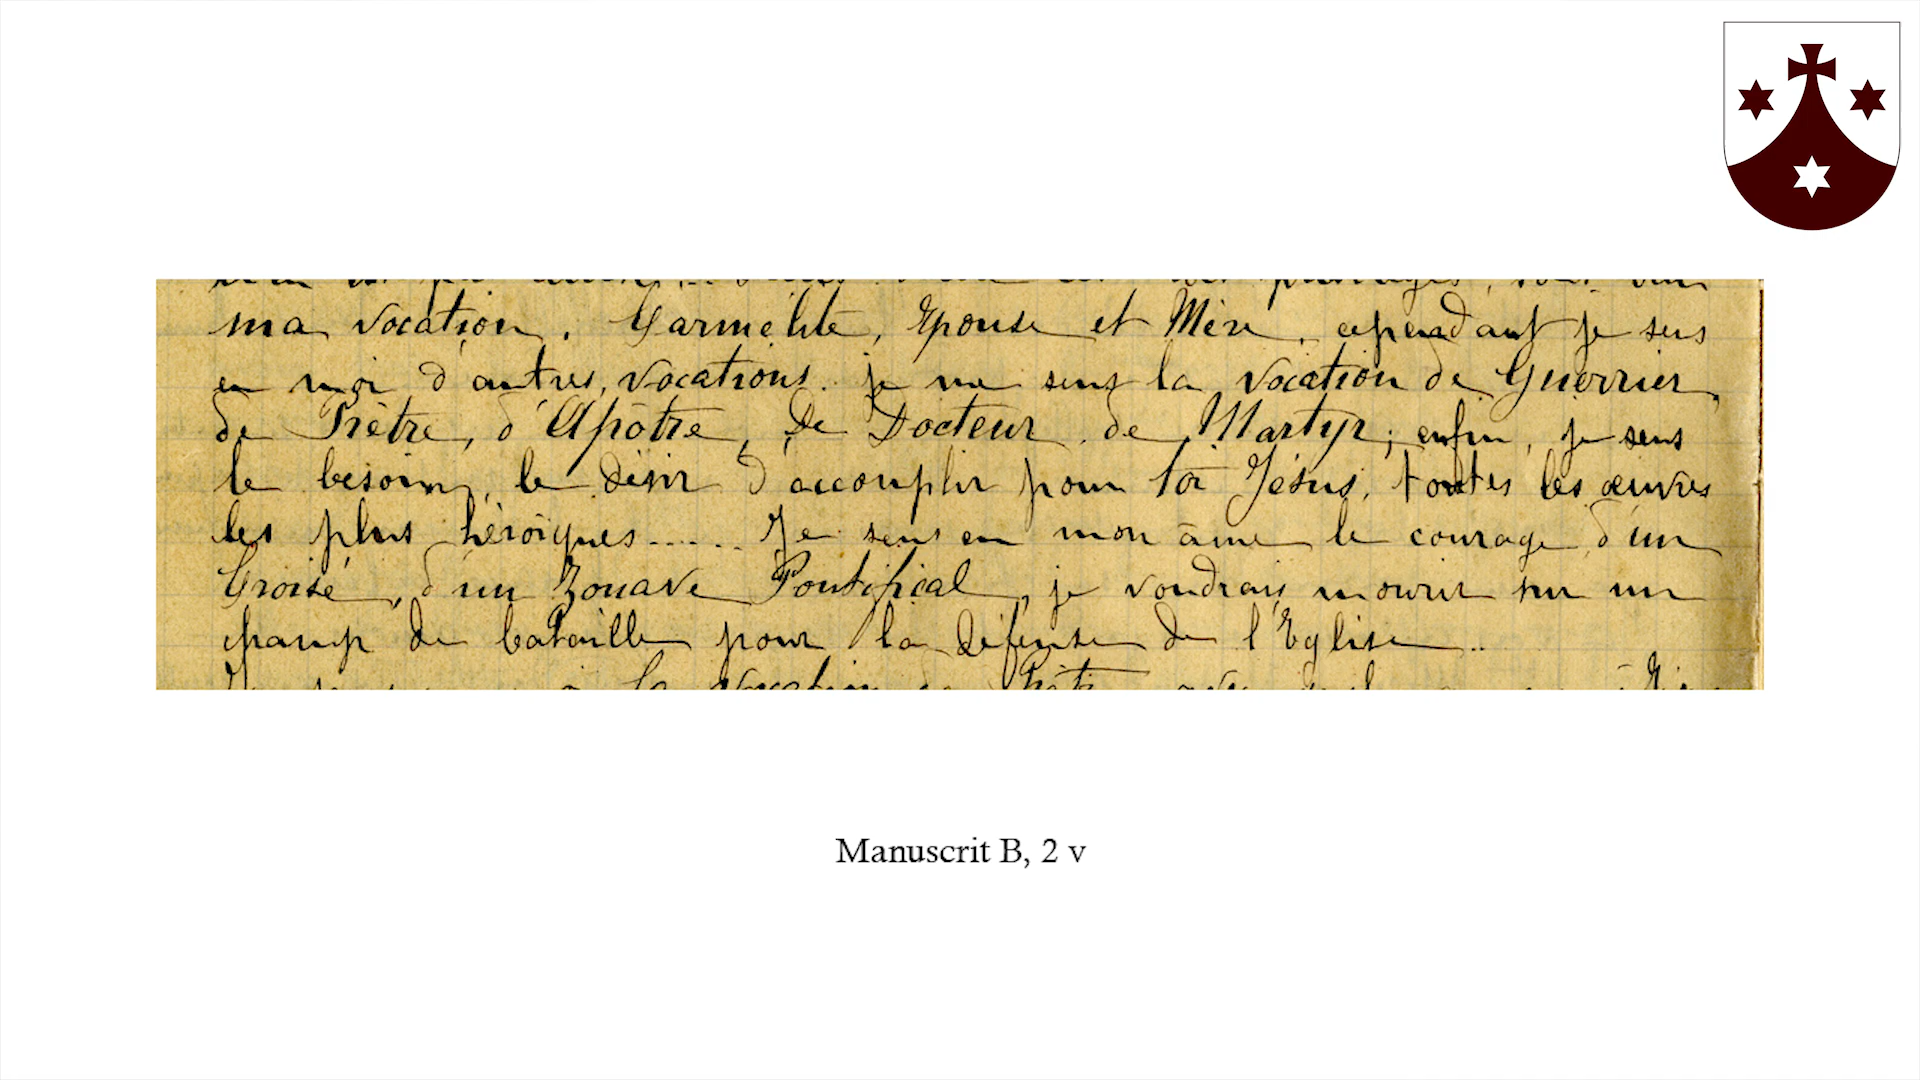 ma vocation, Carmélite, Epouse et Mère, cependant je sens
en moi d'autres vocations. je me sens la vocation de Guerrier,
de Prêtre, d'Apôtre, de Docteur, de Martyr; enfin, je sens
le besoin, le désir d'accomplir pour toi Jésus, toutes les œuvres
les plus héroïques...... Je sens en mon âme le courage d'un
Croisé, d'un Zouave Pontifical, je voudrais mourir sur un
champ de bataille pour la défense de l'Eglise...
la vocation de
Manuscrit B, 2 v